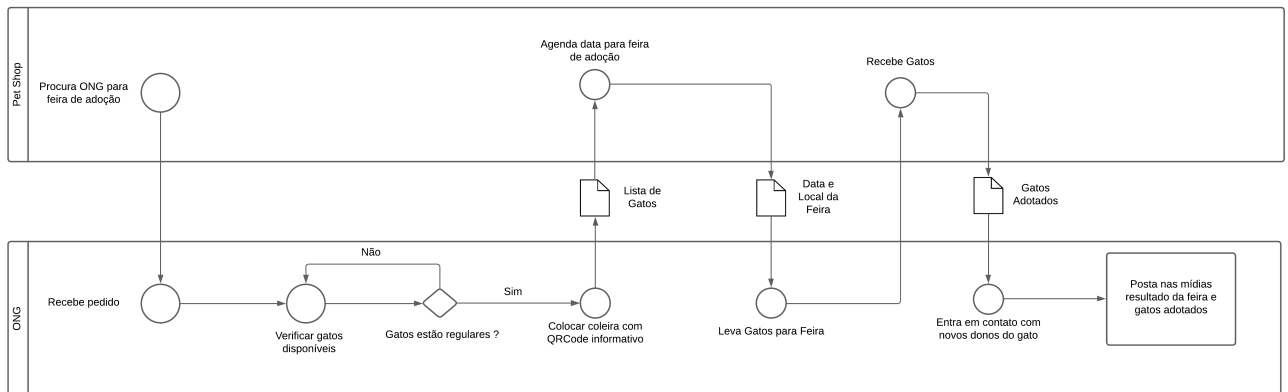 Pet Shop
Procura ONG para
feira de adoção
Agenda data para feira
de adoção
Recebe Gatos
Lista de
Gatos
Data e
Local da
Feira
Gatos
Adotados
ONG
Recebe pedido
Não
Verificar gatos
disponíveis
Gatos estão regulares ?
Sim
Colocar coleira com
QRCode informativo
Leva Gatos para Feira
Entra em contato com
novos donos do gato
Posta nas mídias
resultado da feira e
gatos adotados